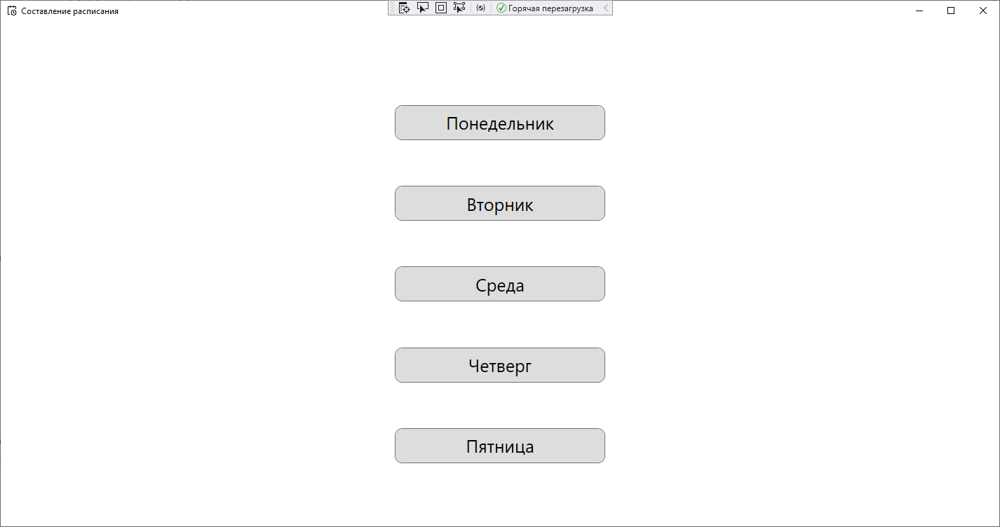 Составление расписания
Горячая перезагрузка
Понедельник
Вторник
Среда
Четверг
Пятница